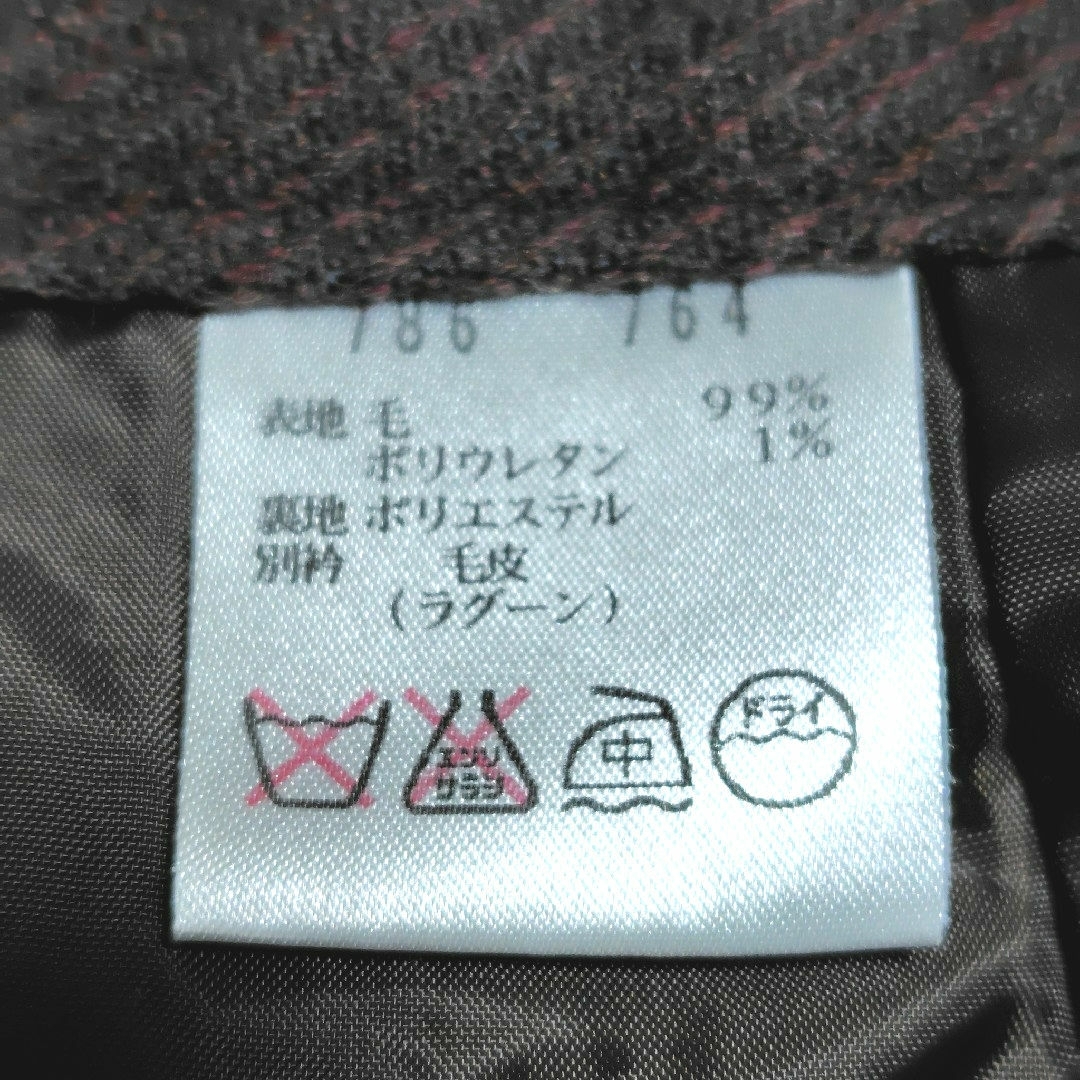 786 764
表地 毛 99%
ポリウレタン 1%
裏地 ポリエステル
別衿 毛皮
(ラグーン)
エンソ サラシ 中 ドライ